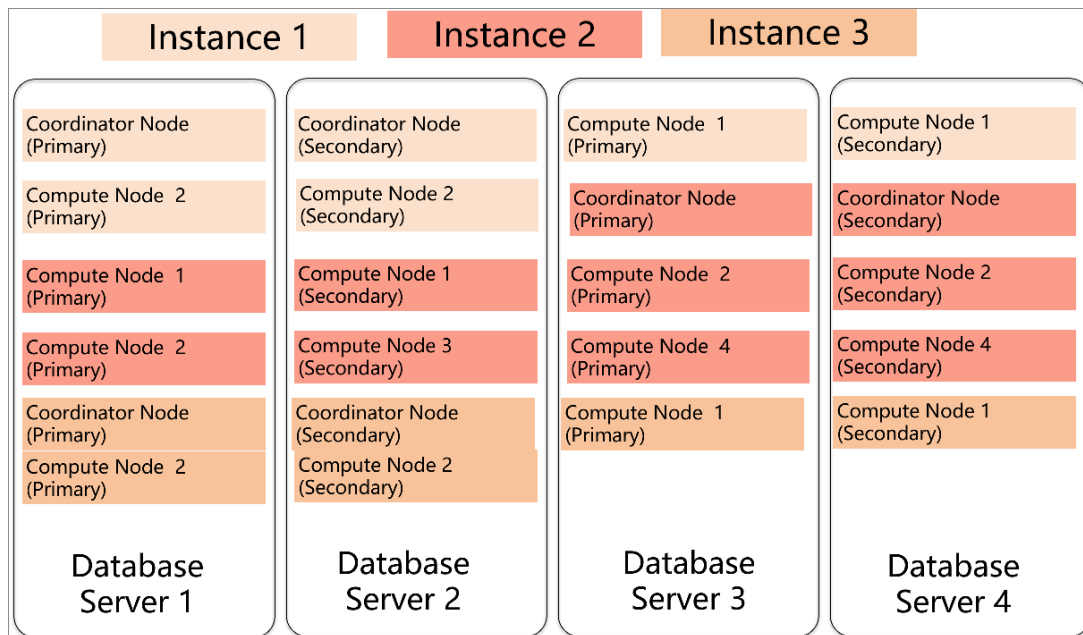 Instance 1
Instance 2
Instance 3
Coordinator Node
(Primary)
Compute Node 2
(Primary)
Compute Node 1
(Primary)
Compute Node 2
(Primary)
Coordinator Node
(Primary)
Compute Node 2
(Primary)
Database
Server 1
Coordinator Node
(Secondary)
Compute Node 2
(Secondary)
Compute Node 1
(Secondary)
Compute Node 3
(Secondary)
Coordinator Node
(Secondary)
Compute Node 2
(Secondary)
Database
Server 2
Compute Node 1
(Primary)
Coordinator Node
(Primary)
Compute Node 2
(Primary)
Compute Node 4
(Primary)
Compute Node 1
(Primary)
Database
Server 3
Compute Node 1
(Secondary)
Coordinator Node
(Secondary)
Compute Node 2
(Secondary)
Compute Node 4
(Secondary)
Compute Node 1
(Secondary)
Database
Server 4